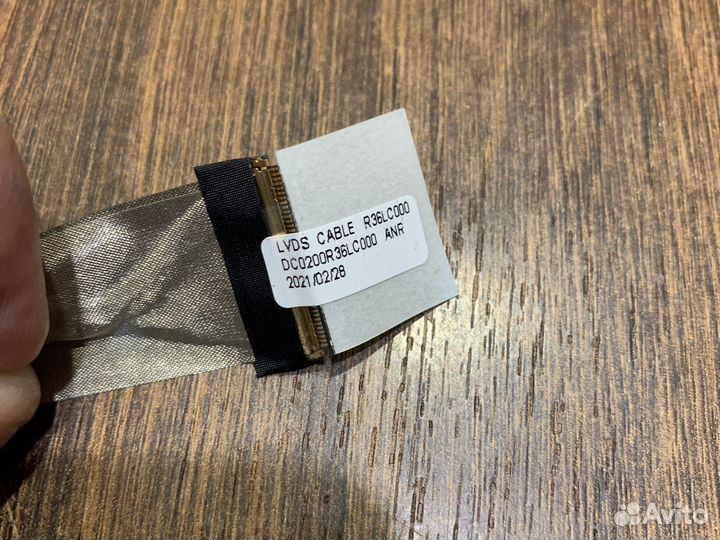 LVDS CABLE R36LC000
DC0200R36LC000 ANR
2021/02/28
Avito